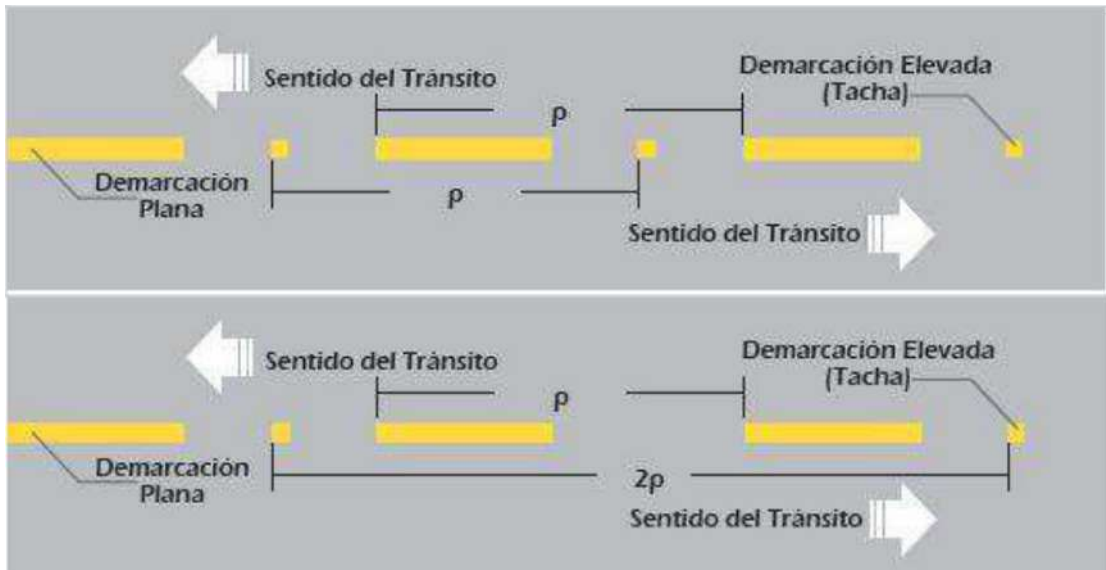 Sentido del Tránsito
Demarcación Elevada
(Tacha)
ρ
Demarcación
Plana
ρ
Sentido del Tránsito
Sentido del Tránsito
Demarcación Elevada
(Tacha)
ρ
Demarcación
Plana
2ρ
Sentido del Tránsito